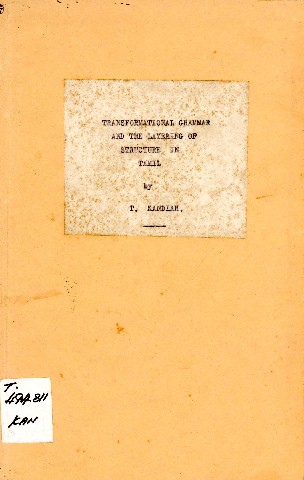 TRANSFORMATIONAL GRAMMAR
AND THE LAYERING OF
STRUCTURE IN
TAMIL
by
T. KANDIAH.
T.
494.811
KAN